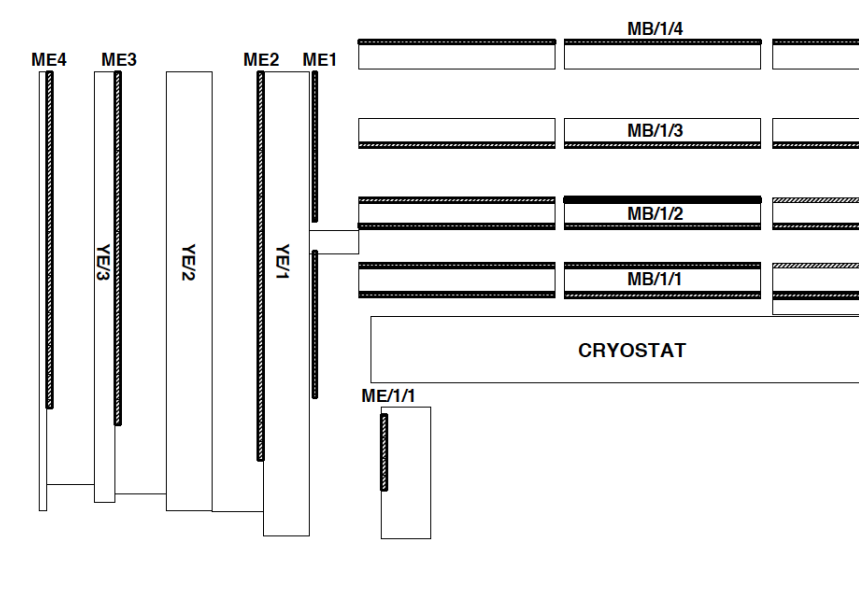 MB/1/4
ME4
ME3
ME2
ME1
MB/1/3
MB/1/2
YE/3
YE/2
YE/1
MB/1/1
CRYOSTAT
ME/1/1